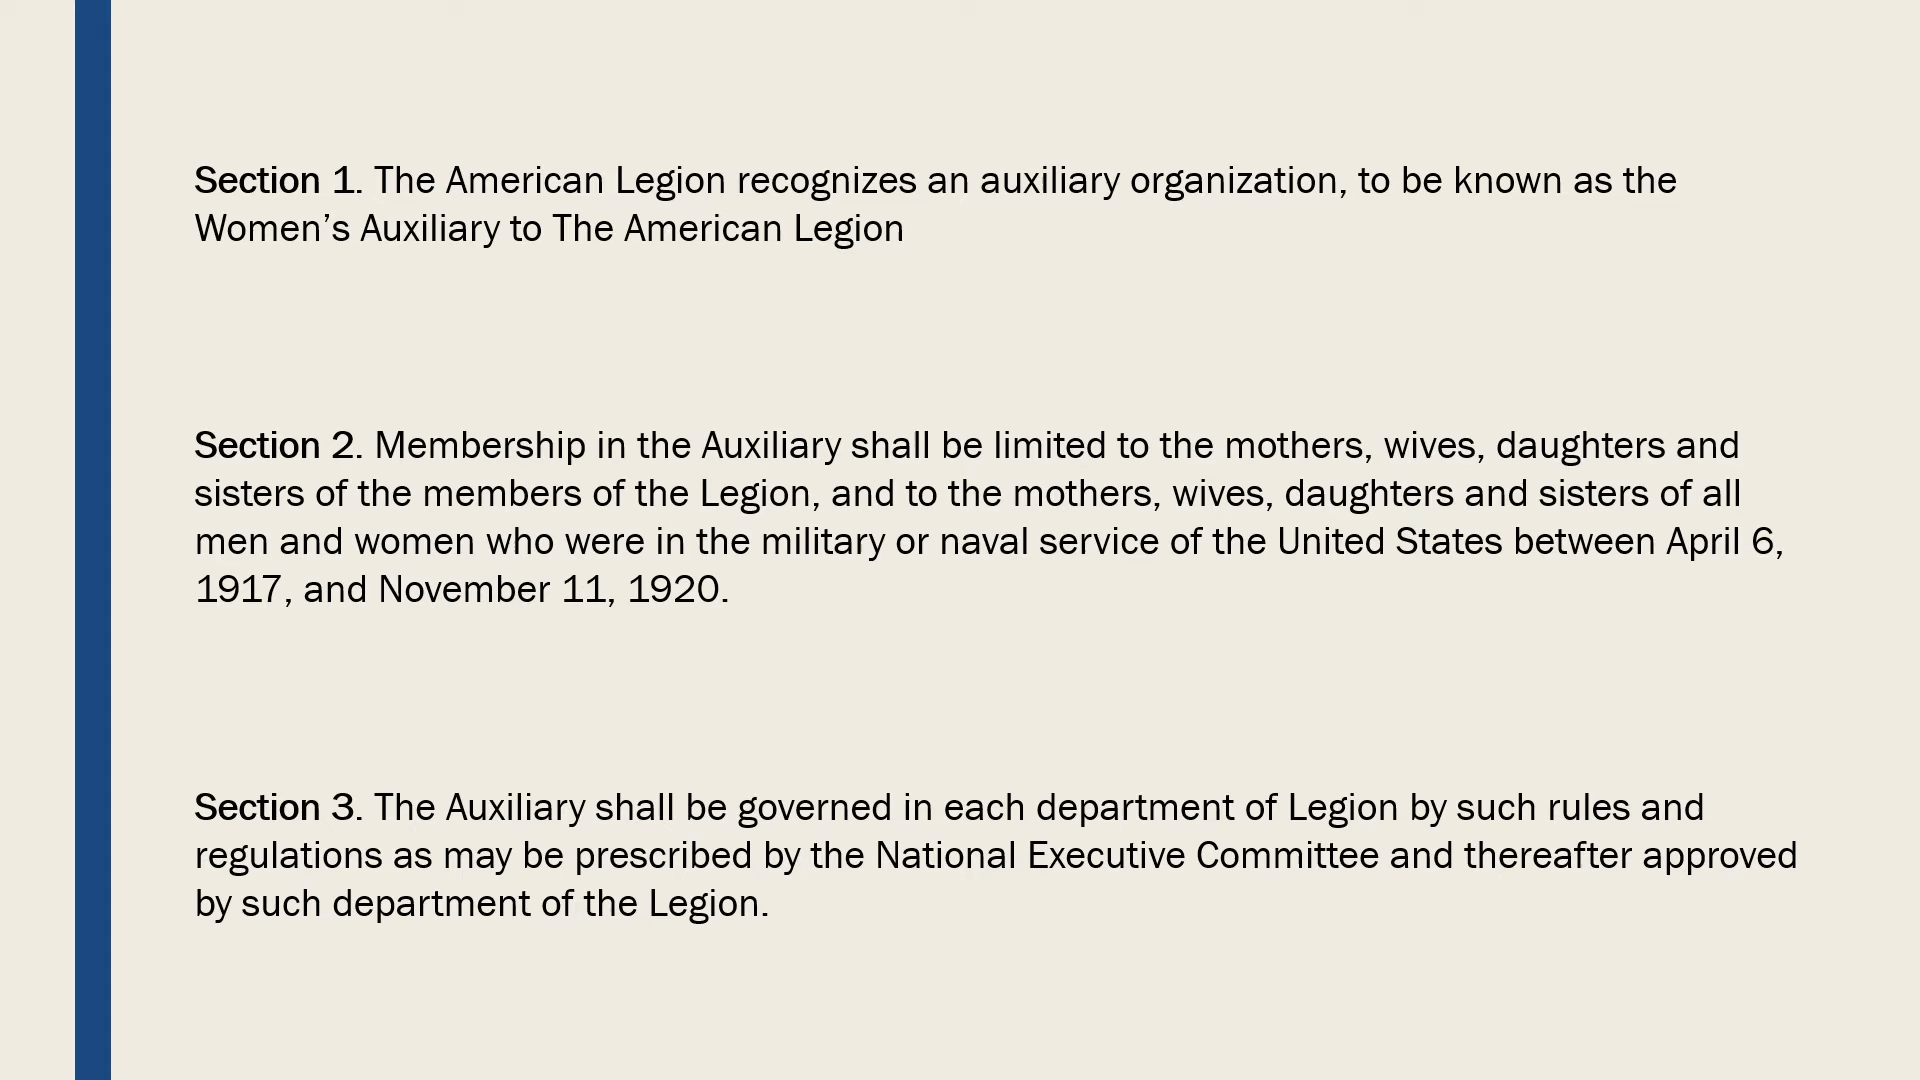 Section 1. The American Legion recognizes an auxiliary organization, to be known as the
Women’s Auxiliary to The American Legion
Section 2. Membership in the Auxiliary shall be limited to the mothers, wives, daughters and
sisters of the members of the Legion, and to the mothers, wives, daughters and sisters of all
men and women who were in the military or naval service of the United States between April 6,
1917, and November 11, 1920.
Section 3. The Auxiliary shall be governed in each department of Legion by such rules and
regulations as may be prescribed by the National Executive Committee and thereafter approved
by such department of the Legion.